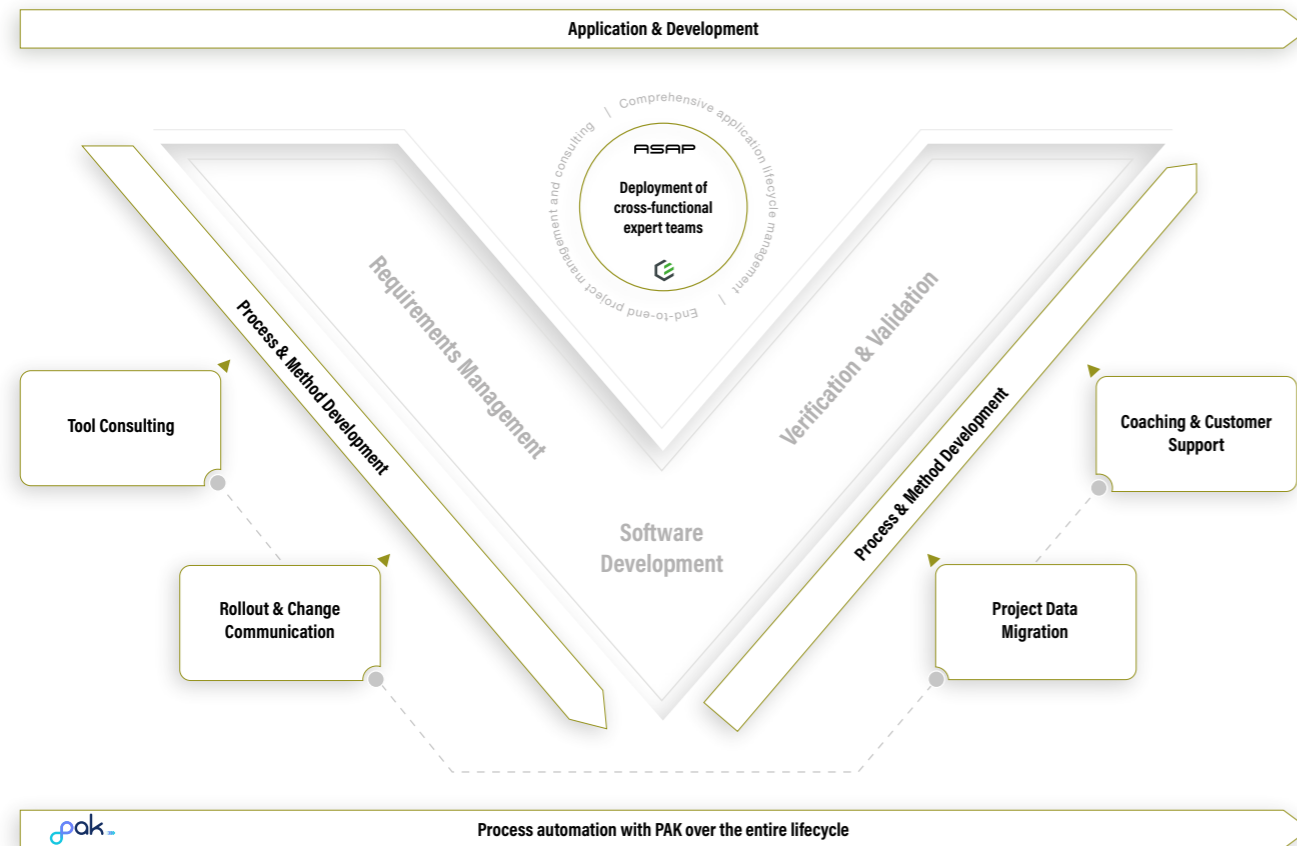 Application & Development
Comprehensive application lifecycle management |
End-to-end project management and consulting |
ASAP
Deployment of
cross-functional
expert teams
Requirements Management
Verification & Validation
Process & Method Development
Process & Method Development
Tool Consulting
Coaching & Customer
Support
Software
Development
Rollout & Change
Communication
Project Data
Migration
pak
Process automation with PAK over the entire lifecycle